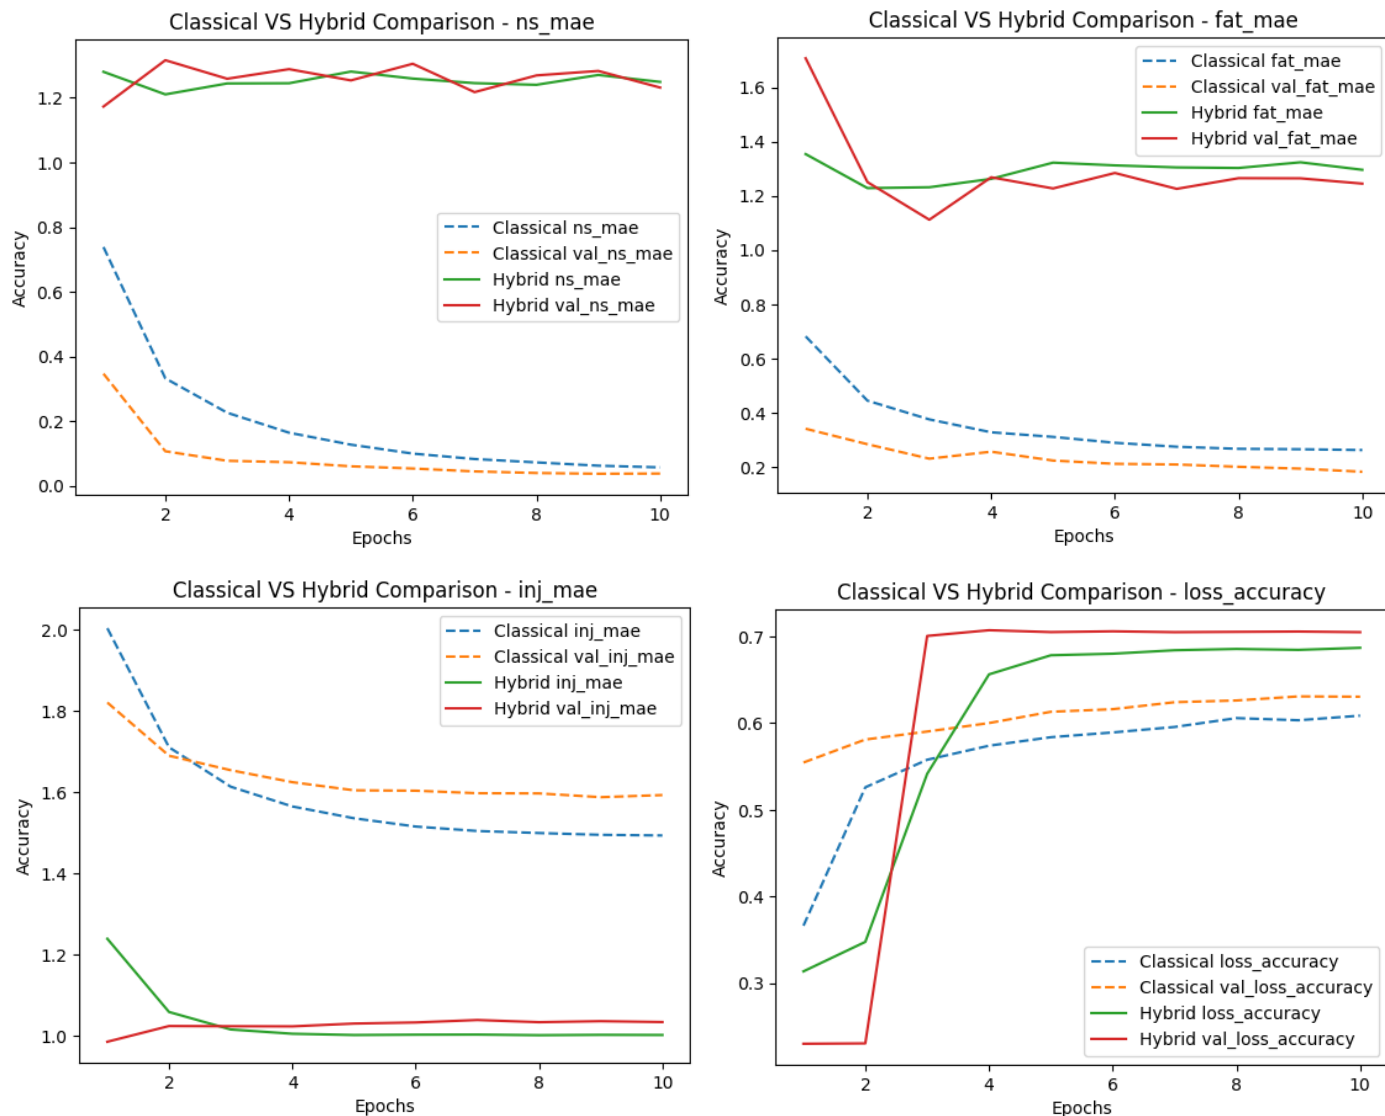 Classical VS Hybrid Comparison - ns_mae
1.2
1.0
0.8
0.6
0.4
0.2
0.0
Accuracy
Classical ns_mae
Classical val_ns_mae
Hybrid ns_mae
Hybrid val_ns_mae
2 4 6 8 10
Epochs
Classical VS Hybrid Comparison - fat_mae
1.6
1.4
1.2
1.0
0.8
0.6
0.4
0.2
Accuracy
Classical fat_mae
Classical val_fat_mae
Hybrid fat_mae
Hybrid val_fat_mae
2 4 6 8 10
Epochs
Classical VS Hybrid Comparison - inj_mae
2.0
1.8
1.6
1.4
1.2
1.0
Accuracy
Classical inj_mae
Classical val_inj_mae
Hybrid inj_mae
Hybrid val_inj_mae
2 4 6 8 10
Epochs
Classical VS Hybrid Comparison - loss_accuracy
0.7
0.6
0.5
0.4
0.3
Accuracy
Classical loss_accuracy
Classical val_loss_accuracy
Hybrid loss_accuracy
Hybrid val_loss_accuracy
2 4 6 8 10
Epochs